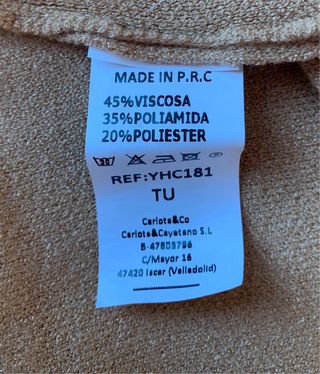 MADE IN P.R.C
45%VISCOSA
35%POLIAMIDA
20%POLIESTER
REF:YHC181
TU
Carlota&Co
Carlota&Cayetano S.L
B-47803796
C/Mayor 16
47420 Iscar (Valladolid)